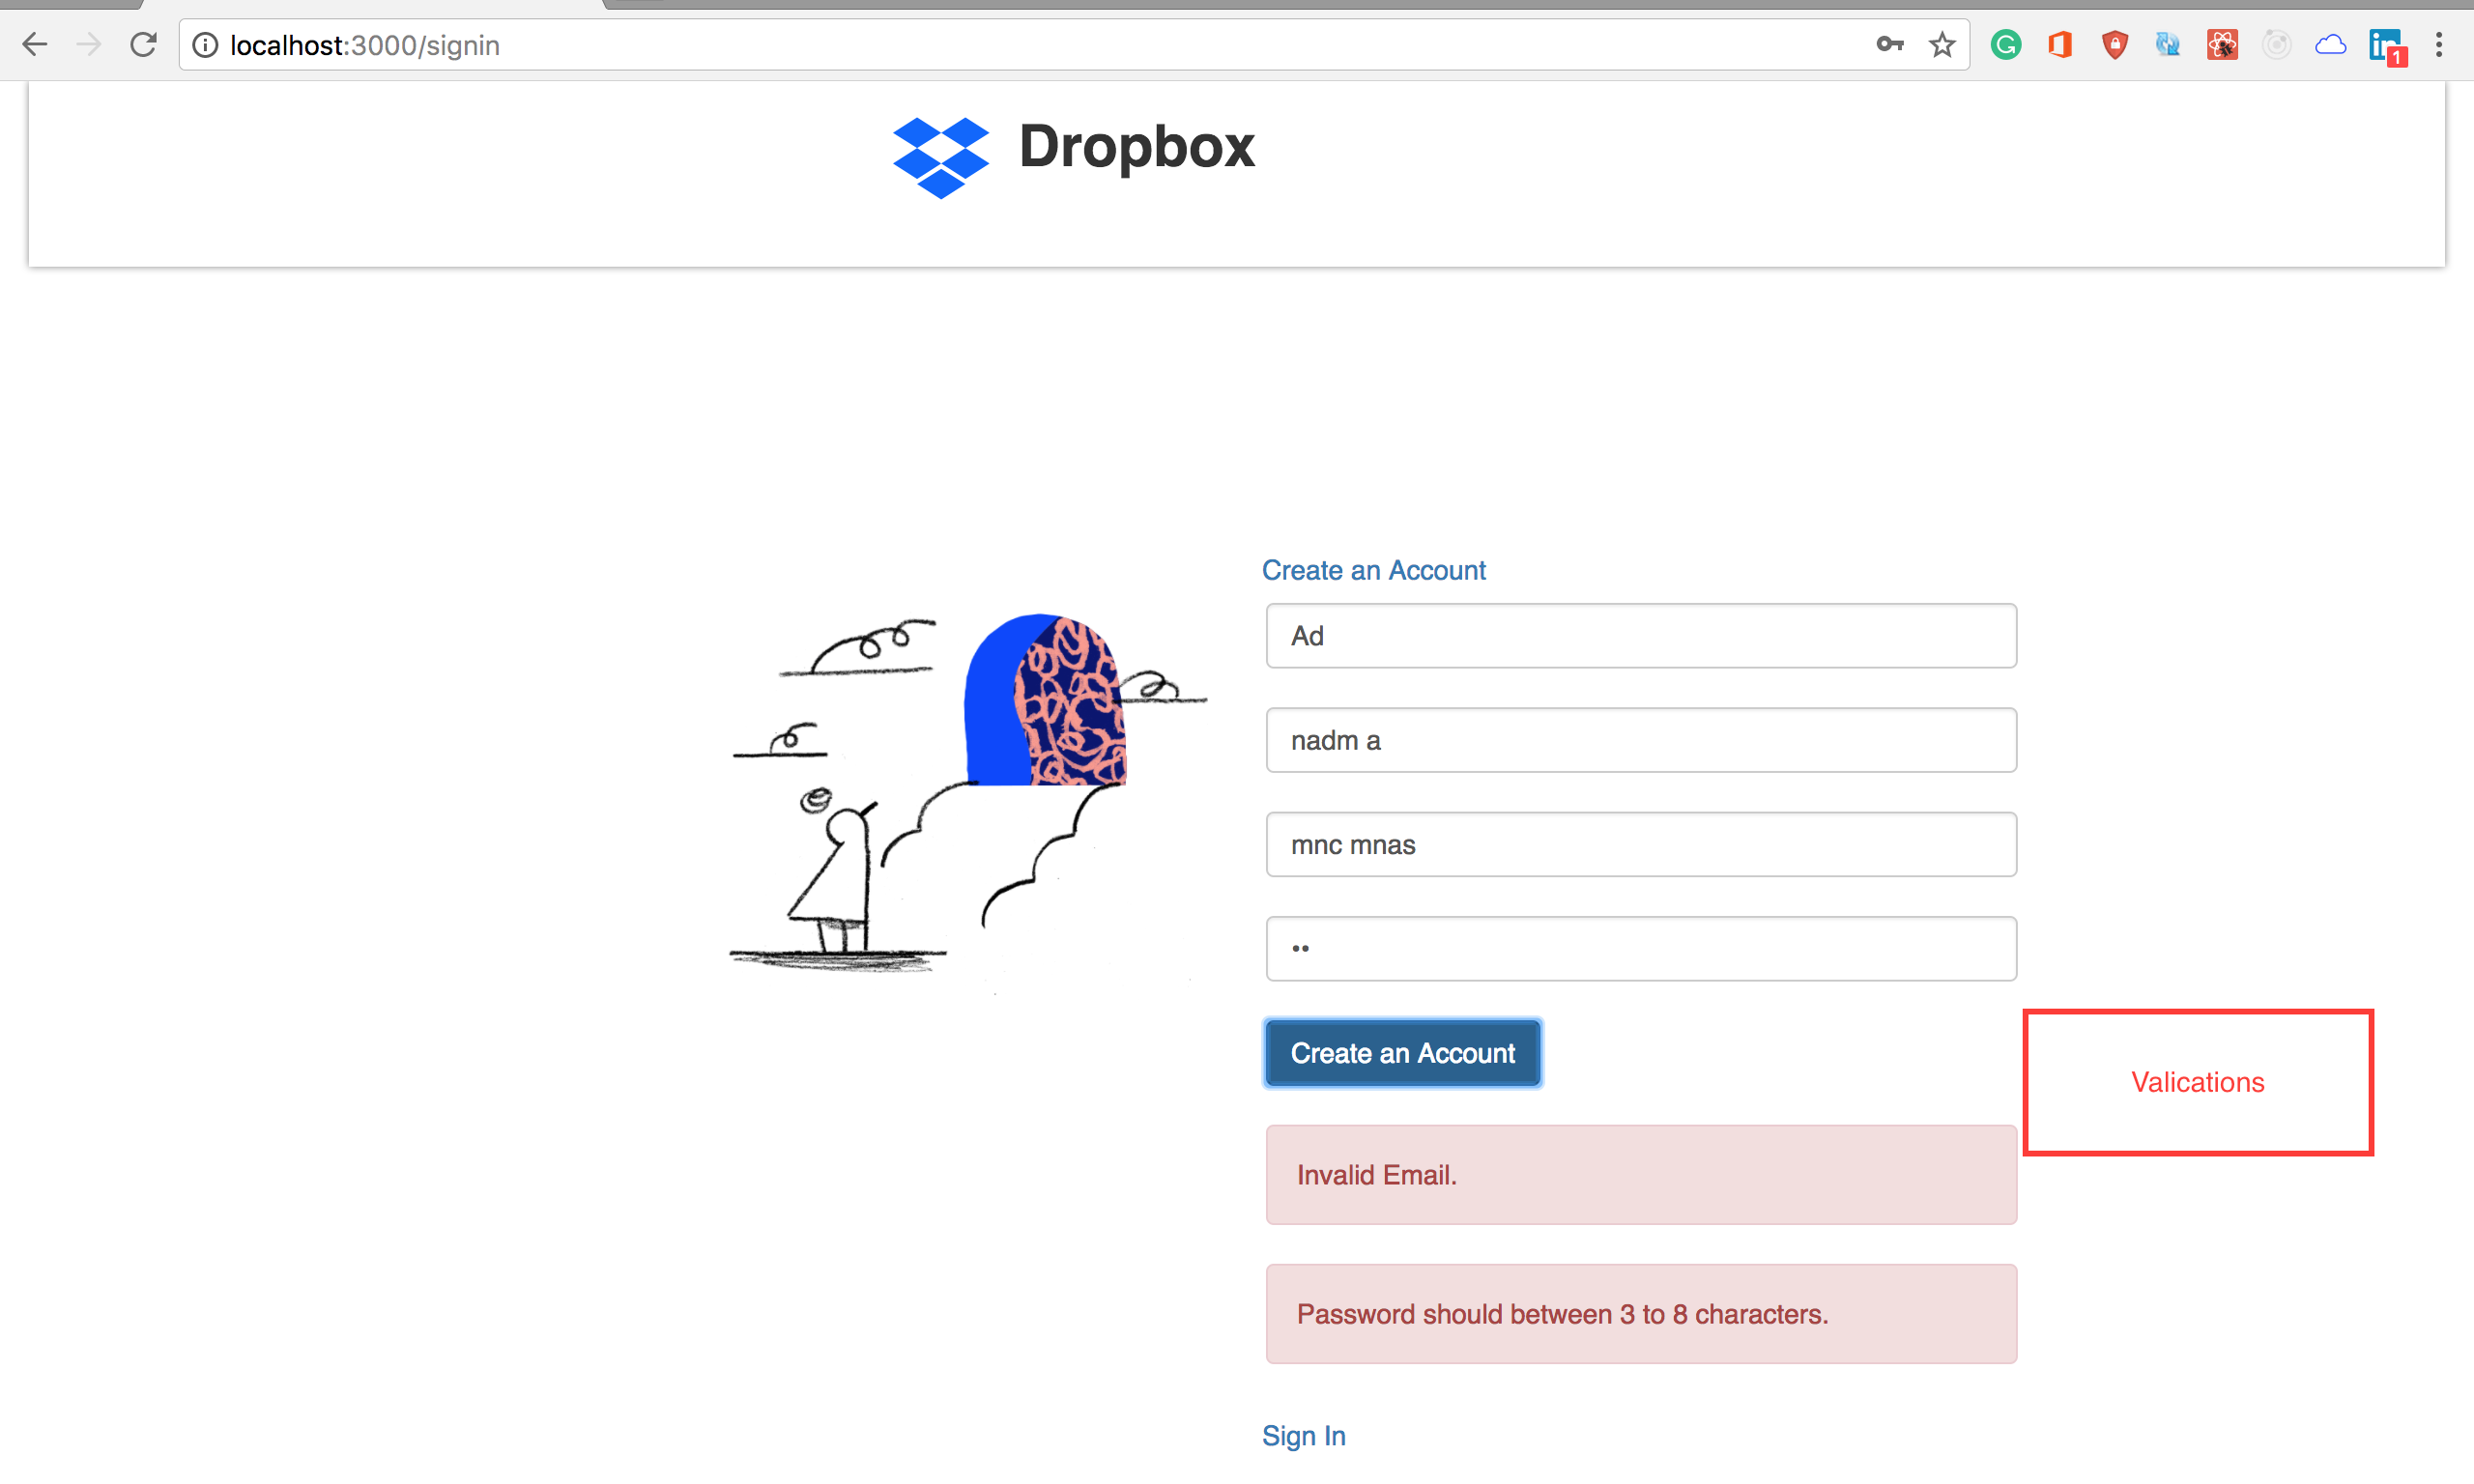 localhost:3000/signin
1
Dropbox
Create an Account
Ad
nadm a
mnc mnas
••
Create an Account
Valications
Invalid Email.
Password should between 3 to 8 characters.
Sign In